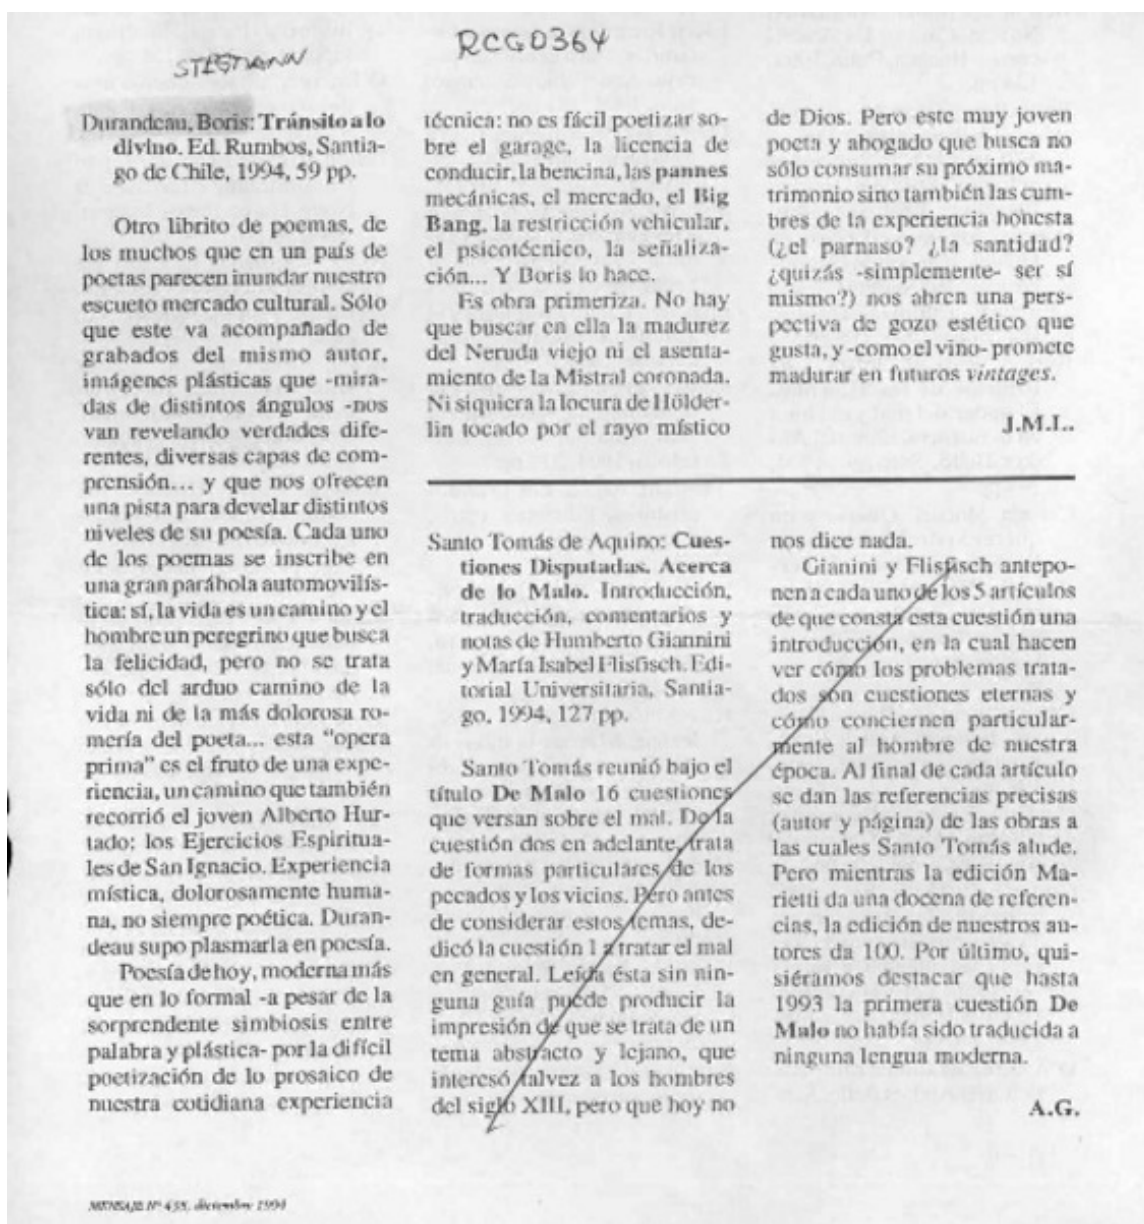 RCG0364
Durandeau, Boris: Tránsito a lo
divino. Ed. Rumbos, Santia-
go de Chile, 1994, 59 pp.
Otro librito de poemas, de
los muchos que en un país de
poetas parecen inundar nuestro
escueto mercado cultural. Sólo
que este va acompañado de
grabados del mismo autor,
imágenes plásticas que -mira-
das de distintos ángulos -nos
van revelando verdades dife-
rentes, diversas capas de com-
prensión... y que nos ofrecen
una pista para develar distintos
niveles de su poesía. Cada uno
de los poemas se inscribe en
una gran parábola automovilís-
tica: sí, la vida es un camino y el
hombre un peregrino que busca
la felicidad, pero no se trata
sólo del arduo camino de la
vida ni de la más dolorosa ro-
mería del poeta... esta "opera
prima" es el fruto de una expe-
riencia, un camino que también
recorrió el joven Alberto Hur-
tado: los Ejercicios Espiritua-
les de San Ignacio. Experiencia
mística, dolorosamente huma-
na, no siempre poética. Duran-
deau supo plasmarla en poesía.
Poesía de hoy, moderna más
que en lo formal -a pesar de la
sorprendente simbiosis entre
palabra y plástica- por la difícil
poetización de lo prosaico de
nuestra cotidiana experiencia
técnica: no es fácil poetizar so-
bre el garage, la licencia de
conducir, la bencina, las pannes
mecánicas, el mercado, el Big
Bang, la restricción vehicular,
el psicotécnico, la señaliza-
ción... Y Boris lo hace.
Es obra primeriza. No hay
que buscar en ella la madurez
del Neruda viejo ni el asenta-
miento de la Mistral coronada.
Ni siquiera la locura de Hölder-
lin tocado por el rayo místico
de Dios. Pero este muy joven
poeta y abogado que busca no
sólo consumar su próximo ma-
trimonio sino también las cum-
bres de la experiencia honesta
(¿el parnaso? ¿la santidad?
¿quizás -simplemente- ser sí
mismo?) nos abren una pers-
pectiva de gozo estético que
gusta, y -como el vino- promete
madurar en futuros vintages.
J.M.I..
Santo Tomás de Aquino: Cues-
tiones Disputadas. Acerca
de lo Malo. Introducción,
traducción, comentarios y
notas de Humberto Giannini
y María Isabel Flisfisch. Edi-
torial Universitaria, Santia-
go, 1994, 127 pp.
Santo Tomás reunió bajo el
título De Malo 16 cuestiones
que versan sobre el mal. De la
cuestión dos en adelante, trata
de formas particulares de los
pecados y los vicios. Pero antes
de considerar estos temas, de-
dicó la cuestión 1 a tratar el mal
en general. Leída ésta sin nin-
guna guía puede producir la
impresión de que se trata de un
tema abstracto y lejano, que
interesó talvez a los hombres
del siglo XIII, pero que hoy no
nos dice nada.
Gianini y Flisfisch antepo-
nen a cada uno de los 5 artículos
de que consta esta cuestión una
introducción, en la cual hacen
ver cómo los problemas trata-
dos son cuestiones eternas y
cómo conciernen particular-
mente al hombre de nuestra
época. Al final de cada artículo
se dan las referencias precisas
(autor y página) de las obras a
las cuales Santo Tomás alude.
Pero mientras la edición Ma-
rietti da una docena de referen-
cias, la edición de nuestros au-
tores da 100. Por último, qui-
siéramos destacar que hasta
1993 la primera cuestión De
Malo no había sido traducida a
ninguna lengua moderna.
A.G.
MENSAJE Nº 435, diciembre 1994